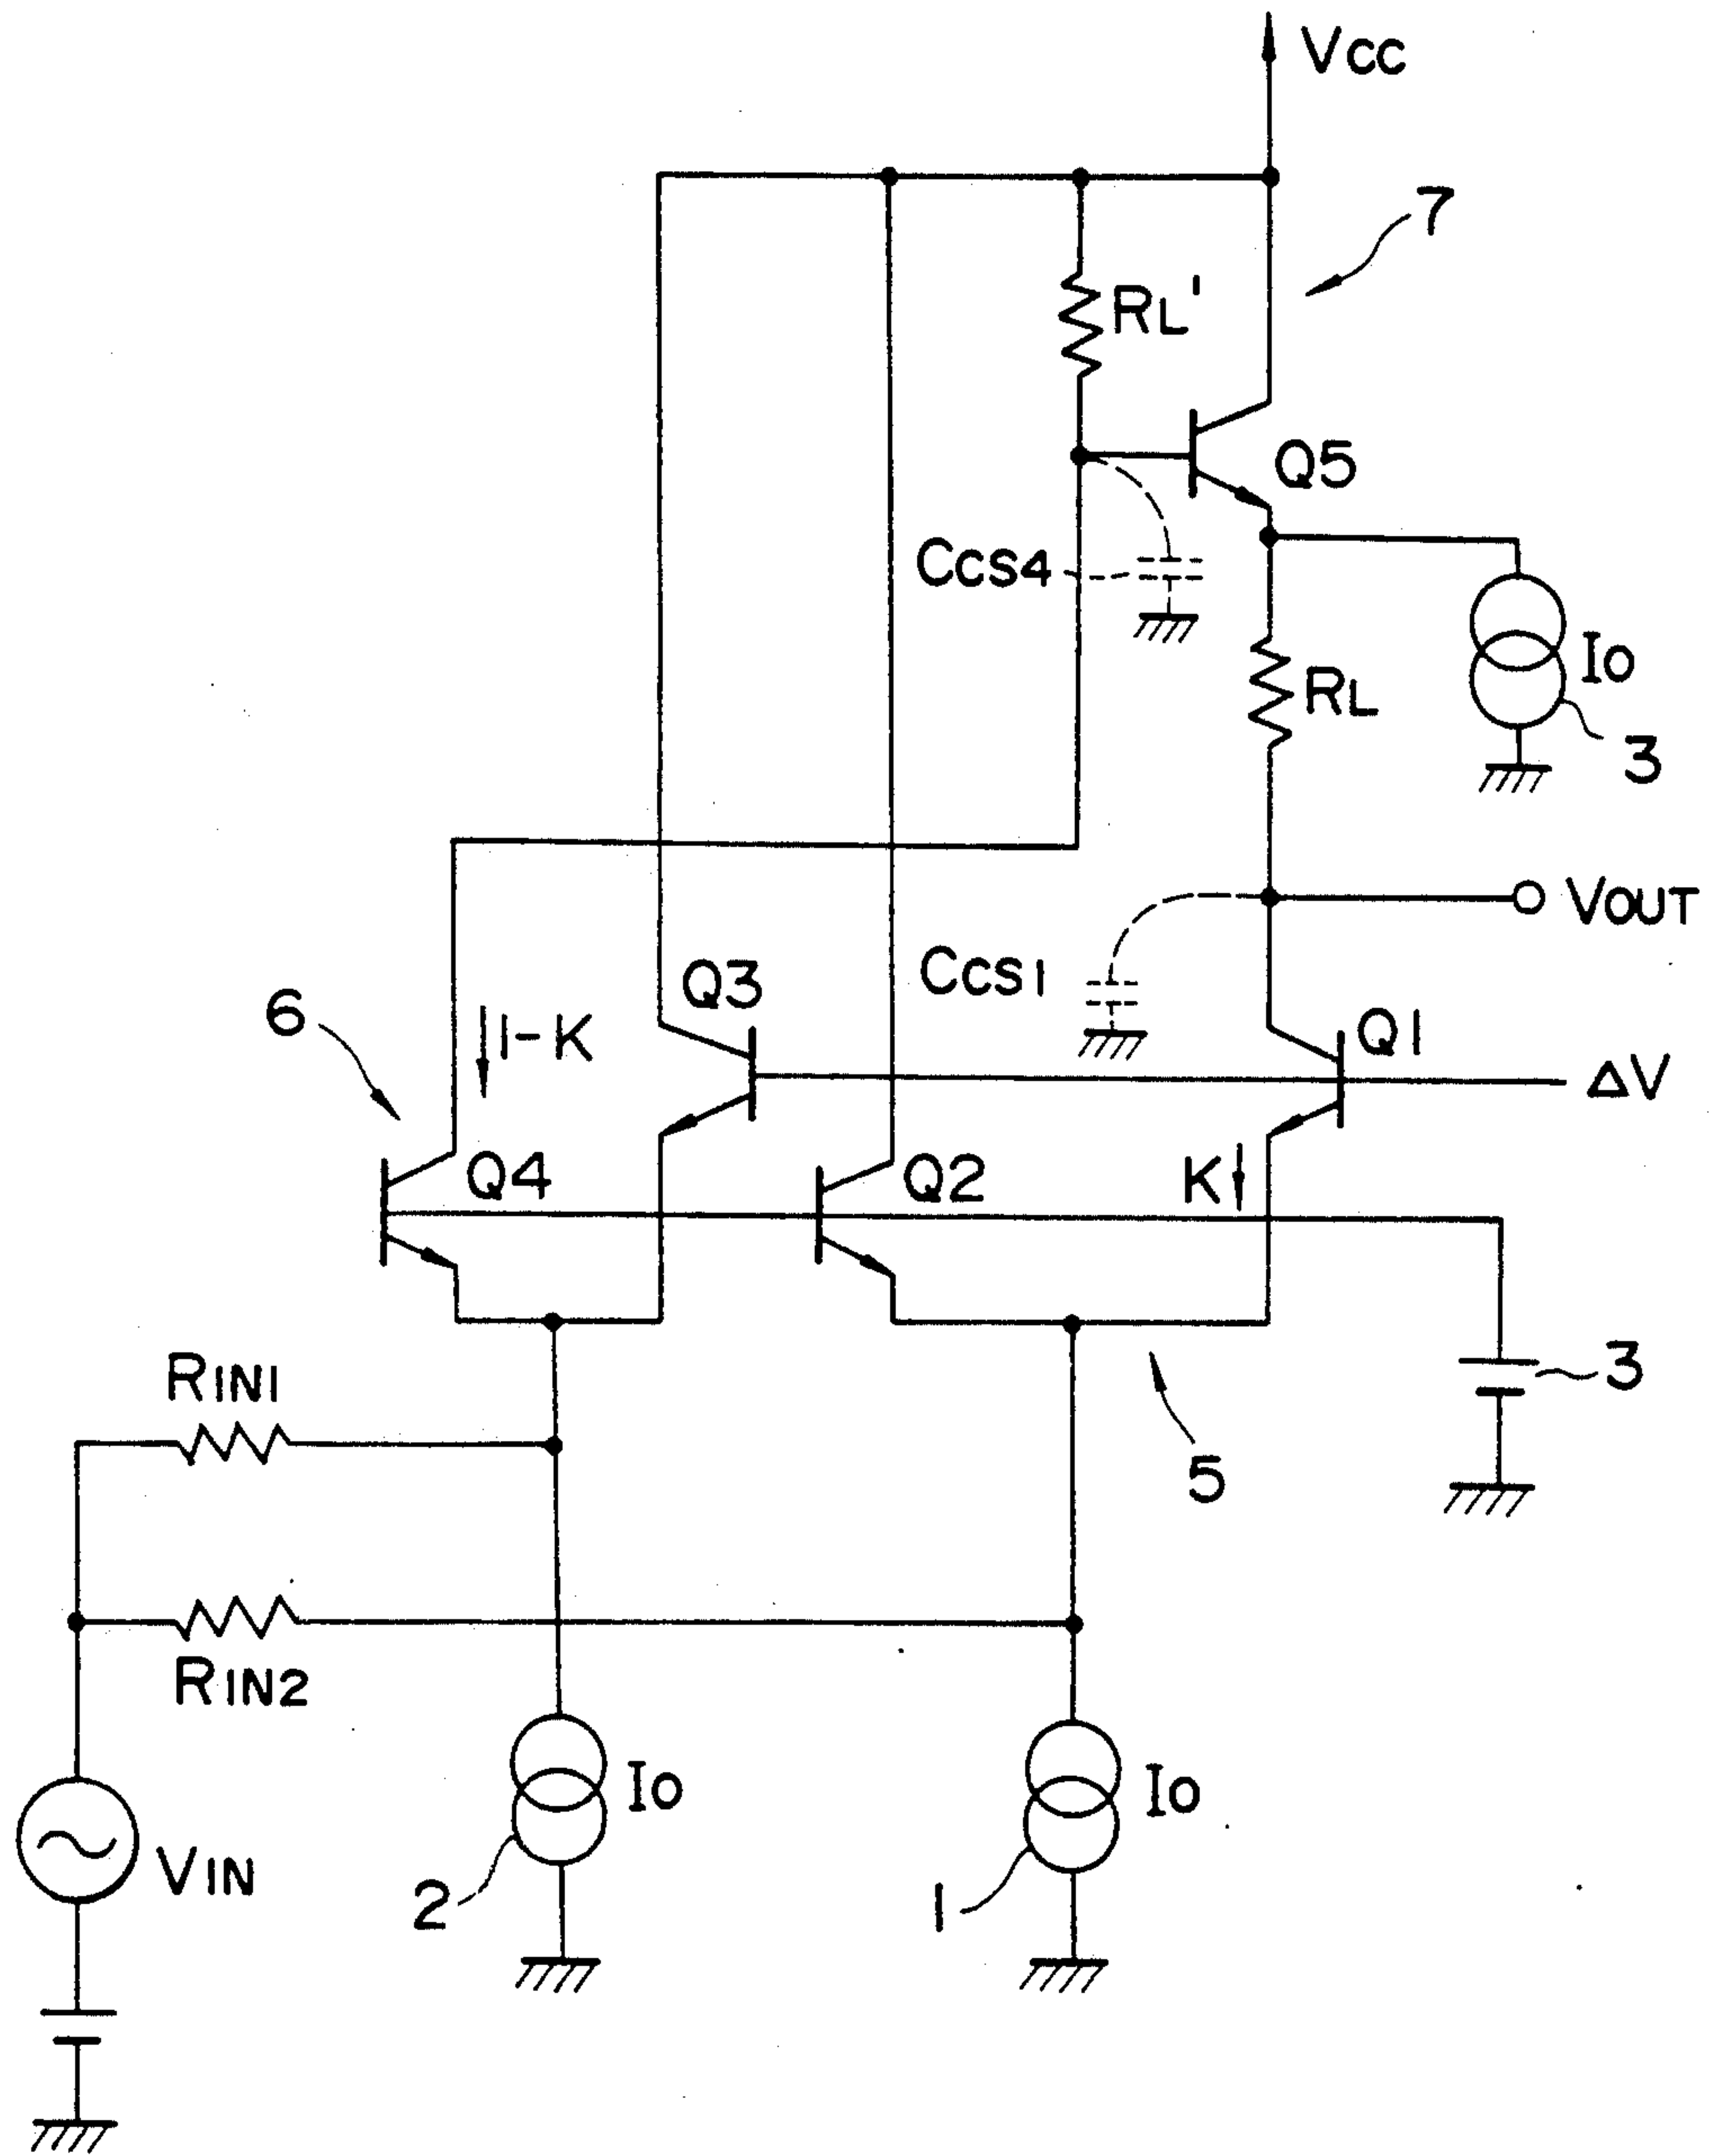 Vcc
7
RL'
Q5
Ccs4
Io
RL
3
VOUT
Ccs1
Q3
Q1
6
1-K
ΔV
Q4
Q2
K
RIN1
3
5
RIN2
Io
Io
VIN
2
1